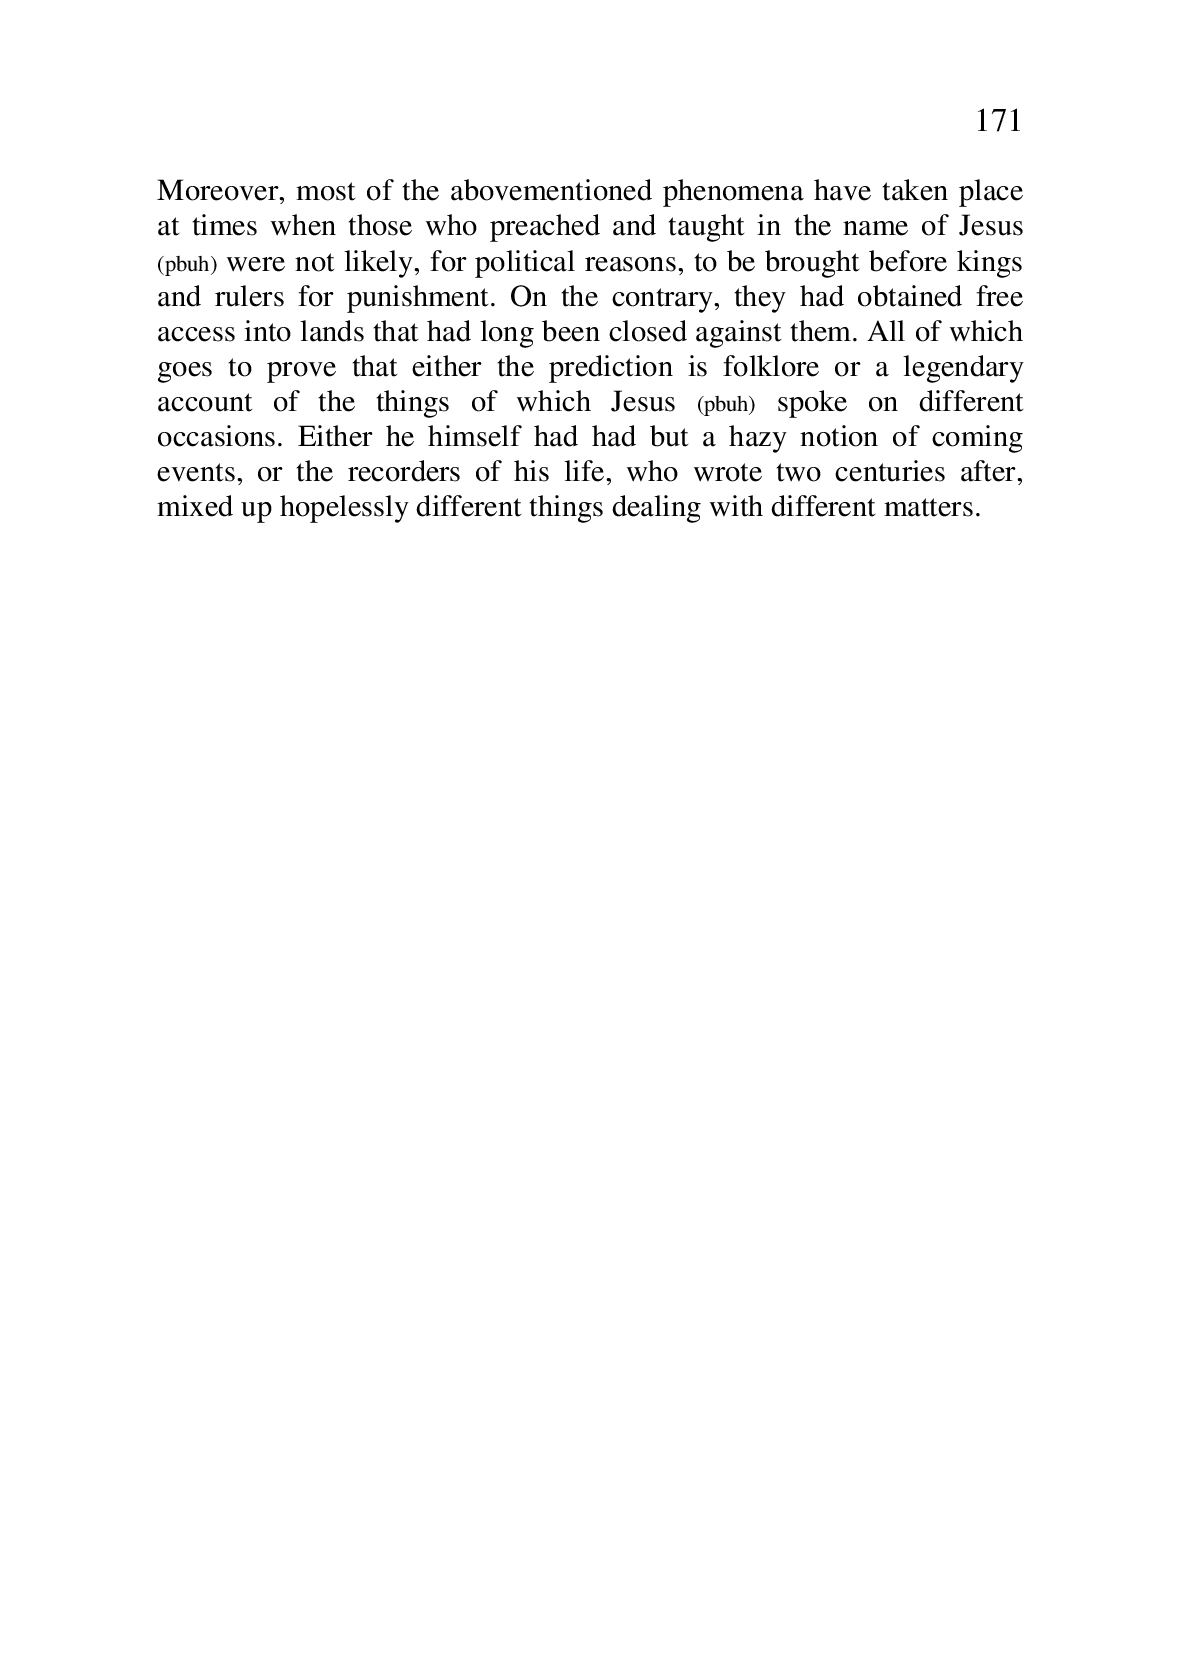 171
Moreover, most of the abovementioned phenomena have taken place
at times when those who preached and taught in the name of Jesus
(pbuh) were not likely, for political reasons, to be brought before kings
and rulers for punishment. On the contrary, they had obtained free
access into lands that had long been closed against them. All of which
goes to prove that either the prediction is folklore or a legendary
account of the things of which Jesus (pbuh) spoke on different
occasions. Either he himself had had but a hazy notion of coming
events, or the recorders of his life, who wrote two centuries after,
mixed up hopelessly different things dealing with different matters.